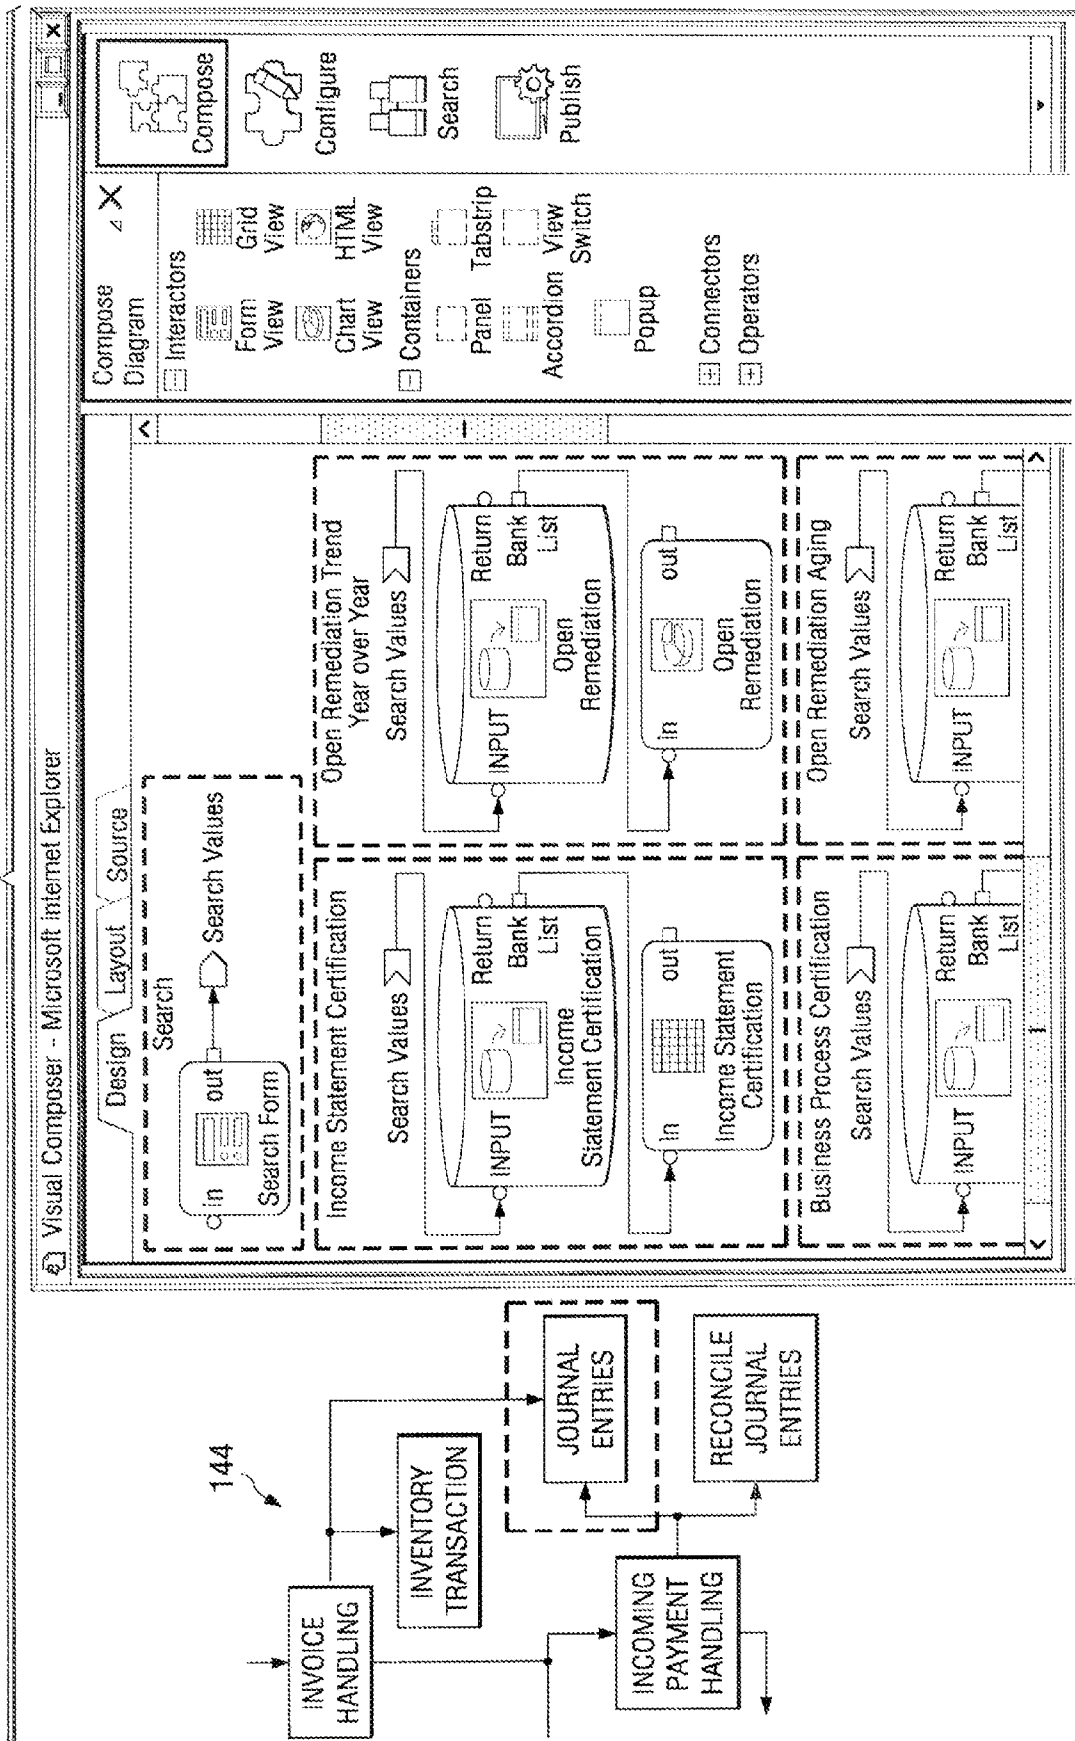 144
INVOICE
HANDLING
INVENTORY
TRANSACTION
JOURNAL
ENTRIES
INCOMING
PAYMENT
HANDLING
RECONCILE
JOURNAL
ENTRIES
Visual Composer - Microsoft internet Explorer
Design
Layout
Source
Search
in
out
Search Form
Search Values
Income Statement Certification
Search Values
INPUT
Return
Bank
List
Income
Statement Certification
in
out
Income Statement
Certification
Open Remediation Trend
Year over Year
Search Values
INPUT
Return
Bank
List
Open
Remediation
in
out
Open
Remediation
Business Process Certification
Search Values
INPUT
Return
Bank
List
Open Remediation Aging
Search Values
INPUT
Return
Bank
List
Compose
Diagram
Interactors
Form
View
Grid
View
Chart
View
HTML
View
Containers
Panel
Tabstrip
Accordion
View
Switch
Popup
Connectors
Operators
Compose
Configure
Search
Publish